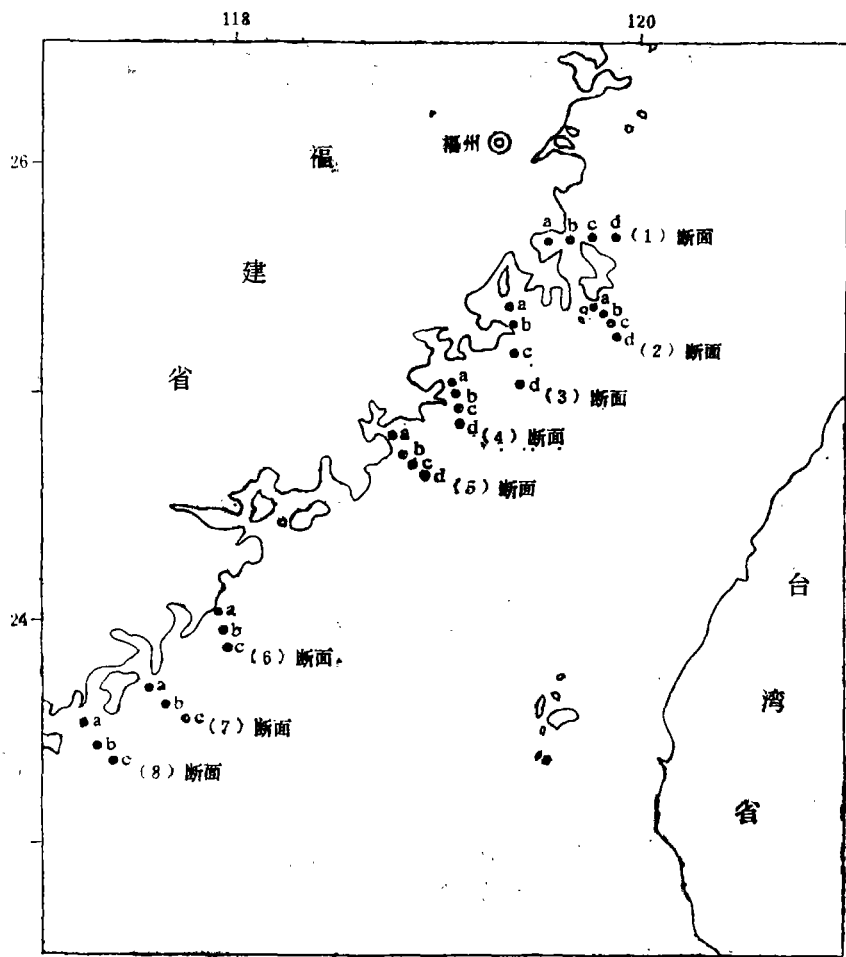 118 120
福州
26
福
建
省
a b c d (1)断面
a
b
c
d (2)断面
a
b
c
d (3)断面
a
b
c
d (4)断面
a
b
c
d (5)断面
24
a
b
c (6)断面
a
b
c (7)断面
a
b
c (8)断面
台
湾
省